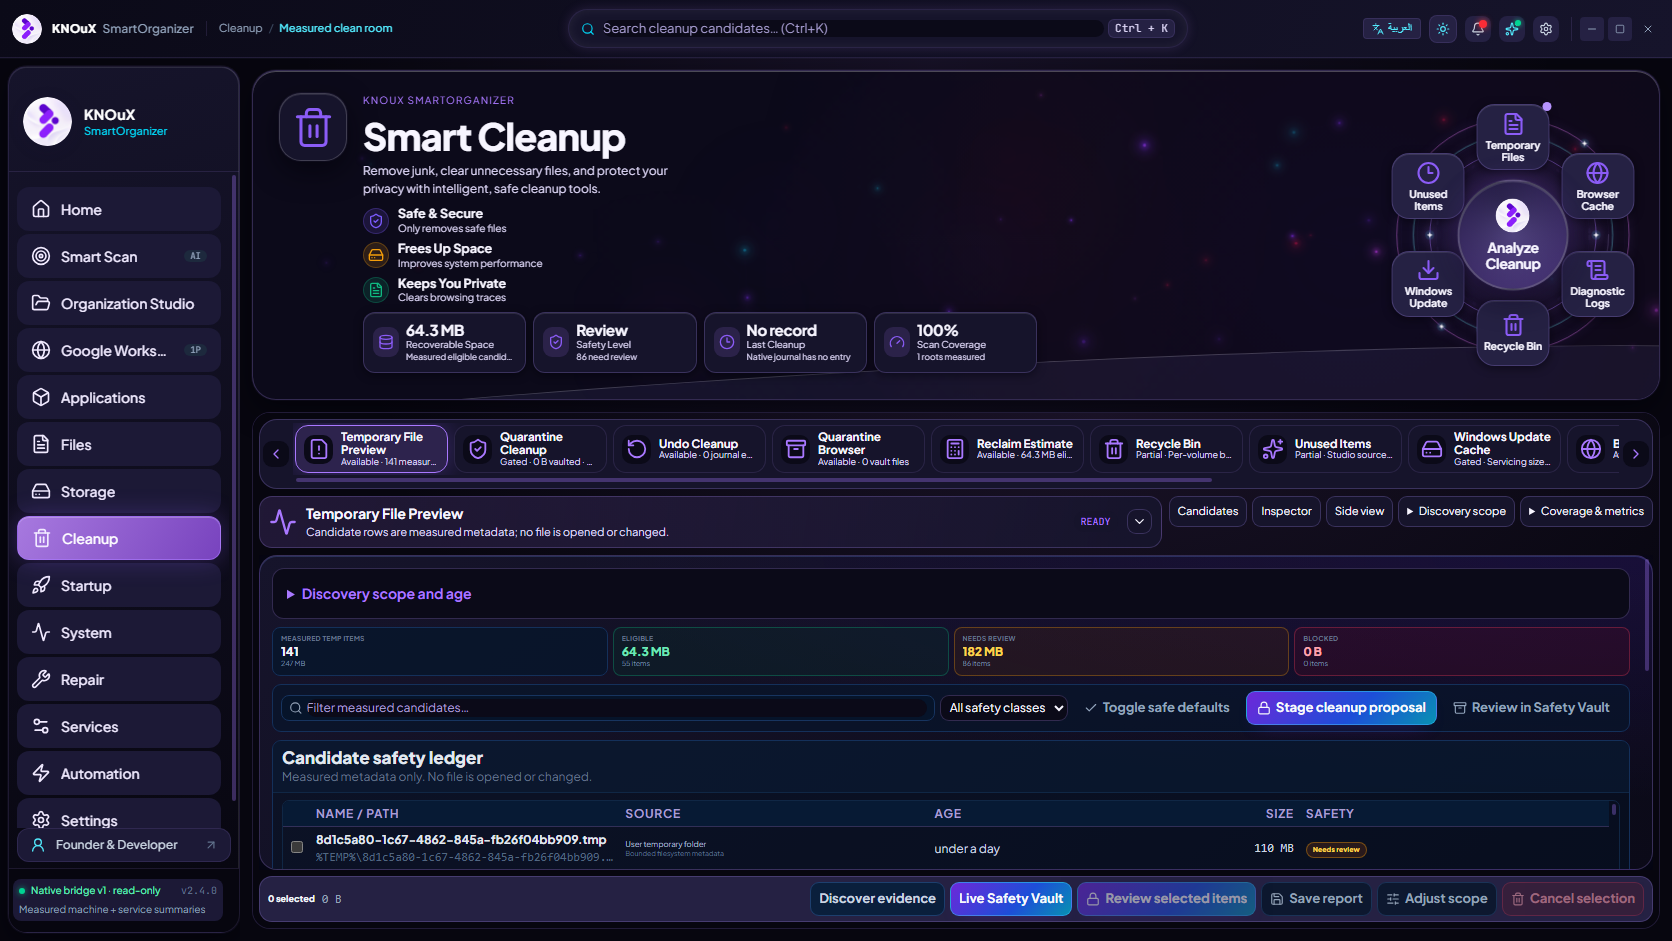 KNOuX SmartOrganizer
Cleanup / Measured clean room
Search cleanup candidates... (Ctrl+K)
Ctrl + K
العربية
KNOuX
SmartOrganizer
Home
Smart Scan
AI
Organization Studio
Google Works...
1P
Applications
Files
Storage
Cleanup
Startup
System
Repair
Services
Automation
Settings
Founder & Developer
Native bridge v1 · read-only
v2.4.8
Measured machine + service summaries
KNOUX SMARTORGANIZER
Smart Cleanup
Remove junk, clear unnecessary files, and protect your
privacy with intelligent, safe cleanup tools.
Safe & Secure
Only removes safe files
Frees Up Space
Improves system performance
Keeps You Private
Clears browsing traces
64.3 MB
Recoverable Space
Measured eligible candid...
Review
Safety Level
86 need review
No record
Last Cleanup
Native journal has no entry
100%
Scan Coverage
1 roots measured
Temporary
Files
Unused
Items
Browser
Cache
Analyze
Cleanup
Windows
Update
Diagnostic
Logs
Recycle Bin
Temporary File
Preview
Available · 141 measur...
Quarantine
Cleanup
Gated · 0 B vaulted · ...
Undo Cleanup
Available · 0 journal e...
Quarantine
Browser
Available · 0 vault files
Reclaim Estimate
Available · 64.3 MB eli...
Recycle Bin
Partial · Per-volume b...
Unused Items
Partial · Studio source...
Windows Update
Cache
Gated · Servicing size...
Temporary File Preview
Candidate rows are measured metadata; no file is opened or changed.
READY
Candidates
Inspector
Side view
Discovery scope
Coverage & metrics
Discovery scope and age
MEASURED TEMP ITEMS
141
247 MB
ELIGIBLE
64.3 MB
55 items
NEEDS REVIEW
182 MB
86 items
BLOCKED
0 B
0 items
Filter measured candidates...
All safety classes
Toggle safe defaults
Stage cleanup proposal
Review in Safety Vault
Candidate safety ledger
Measured metadata only. No file is opened or changed.
NAME / PATH SOURCE AGE SIZE SAFETY
8d1c5a80-1c67-4862-845a-fb26f04bb909.tmp
%TEMP%\8d1c5a80-1c67-4862-845a-fb26f04bb909...
User temporary folder
Bounded filesystem metadata
under a day
110 MB
Needs review
0 selected 0 B
Discover evidence
Live Safety Vault
Review selected items
Save report
Adjust scope
Cancel selection